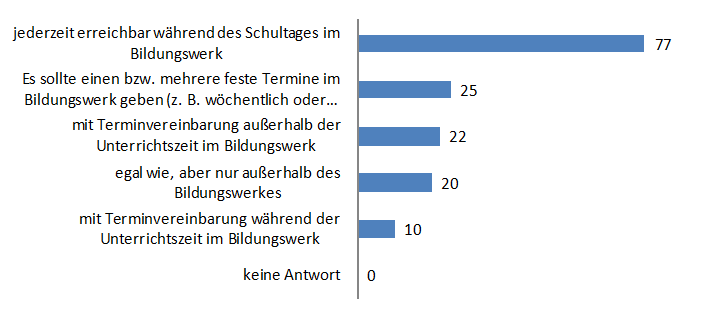 jederzeit erreichbar während des Schultages im
Bildungswerk
77
Es sollte einen bzw. mehrere feste Termine im
Bildungswerk geben (z. B. wöchentlich oder…
25
mit Terminvereinbarung außerhalb der
Unterrichtszeit im Bildungswerk
22
egal wie, aber nur außerhalb des
Bildungswerkes
20
mit Terminvereinbarung während der
Unterrichtszeit im Bildungswerk
10
keine Antwort
0